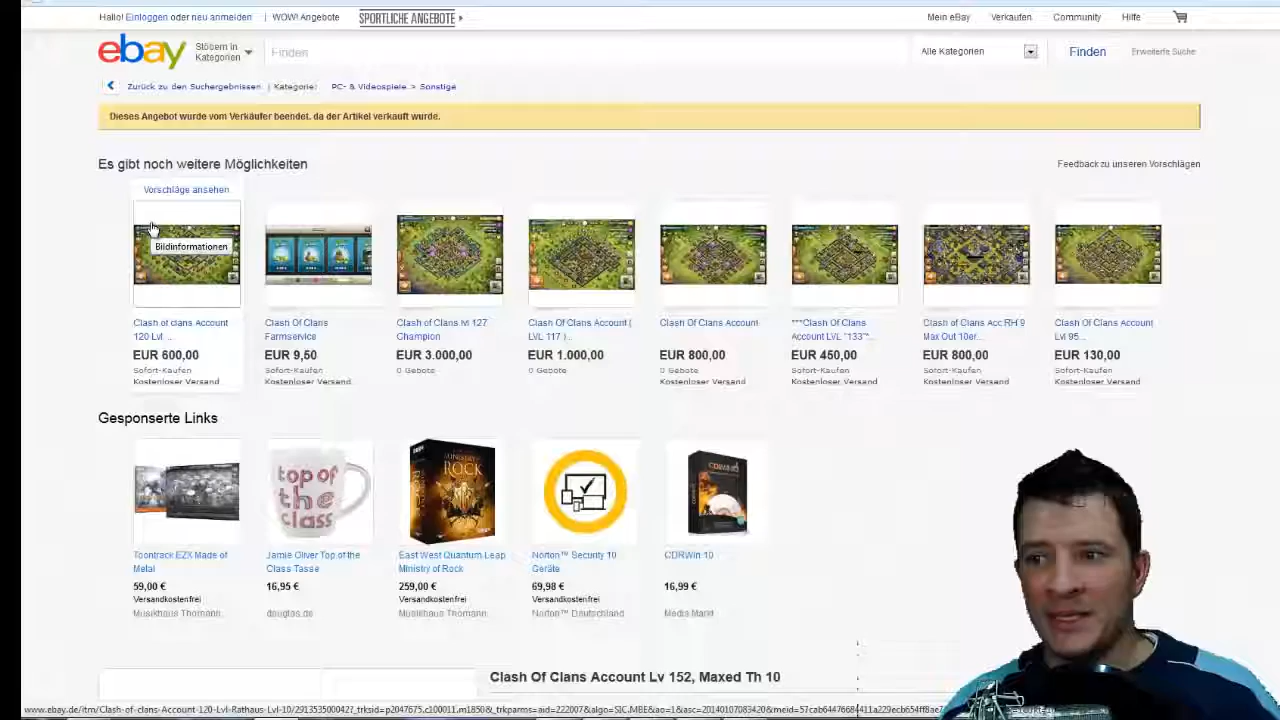 Hallo! Einloggen oder neu anmelden | WOW! Angebote SPORTLICHE ANGEBOTE Mein eBay Verkaufen Community Hilfe
ebay Stöbern in Kategorien Finden Alle Kategorien Finden Erweiterte Suche
Zurück zu den Suchergebnissen | Kategorie: PC- & Videospiele > Sonstige
Dieses Angebot wurde vom Verkäufer beendet, da der Artikel verkauft wurde.
Es gibt noch weitere Möglichkeiten Feedback zu unseren Vorschlägen
Vorschläge ansehen
Bildinformationen
Clash of clans Account Clash Of Clans Clash of Clans lvl 127 Clash Of Clans Account ( Clash Of Clans Account ***Clash Of Clans Clash of Clans Acc RH 9 Clash Of Clans Account
120 Lvl ... Farmservice Champion LVL 117 )... Account LVL "133"*... Max Out 10er... Lvl 95...
EUR 600,00 EUR 9,50 EUR 3.000,00 EUR 1.000,00 EUR 800,00 EUR 450,00 EUR 800,00 EUR 130,00
Sofort-Kaufen Sofort-Kaufen 0 Gebote 0 Gebote 0 Gebote Sofort-Kaufen Sofort-Kaufen Sofort-Kaufen
Kostenloser Versand Kostenloser Versand Kostenloser Versand Kostenloser Versand Kostenloser Versand Kostenloser Versand
Gesponserte Links
top of
the
class
MINISTRY OF
ROCK
CDRWIN 10
Toontrack EZX Made of Jamie Oliver Top of the East West Quantum Leap Norton™ Security 10 CDRWin 10
Metal Class Tasse Ministry of Rock Geräte
59,00 € 16,95 € 259,00 € 69,98 € 16,99 €
Versandkostenfrei Versandkostenfrei Versandkostenfrei
Musikhaus Thomann douglas.de Musikhaus Thomann Norton™ Deutschland Media Markt
Clash Of Clans Account Lv 152, Maxed Th 10